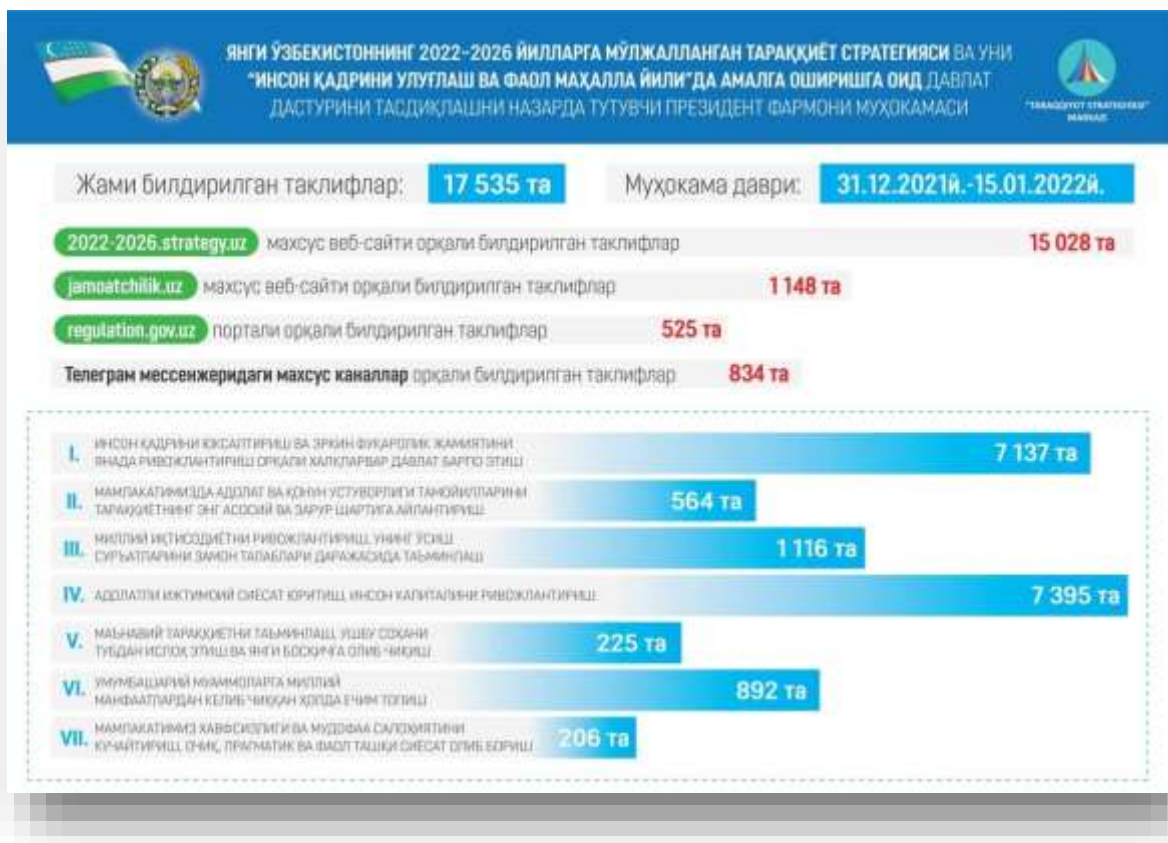 ЯНГИ ЎЗБЕКИСТОННИНГ 2022-2026 ЙИЛЛАРГА МЎЛЖАЛЛАНГАН ТАРАҚҚИЁТ СТРАТЕГИЯСИ ВА УНИ
"ИНСОН ҚАДРИНИ УЛУҒЛАШ ВА ФАОЛ МАҲАЛЛА ЙИЛИ"ДА АМАЛГА ОШИРИШГА ОИД ДАВЛАТ
ДАСТУРИНИ ТАСДИҚЛАШНИ НАЗАРДА ТУТУВЧИ ПРЕЗИДЕНТ ФАРМОНИ МУҲОКАМАСИ
"TARAQQIYOT STRATEGIYASI"
MARKAZI
Жами билдирилган таклифлар: 17 535 та
Муҳокама даври: 31.12.2021й.-15.01.2022й.
2022-2026.strategy.uz махсус веб-сайти орқали билдирилган таклифлар 15 028 та
jamoatchilik.uz махсус веб-сайти орқали билдирилган таклифлар 1 148 та
regulation.gov.uz портали орқали билдирилган таклифлар 525 та
Телеграм мессенжеридаги махсус каналлар орқали билдирилган таклифлар 834 та
I. ИНСОН ҚАДРИНИ ЮКСАЛТИРИШ ВА ЭРКИН ФУҚАРОЛИК ЖАМИЯТИНИ
ЯНАДА РИВОЖЛАНТИРИШ ОРҚАЛИ ХАЛҚПАРВАР ДАВЛАТ БАРПО ЭТИШ 7 137 та
II. МАМЛАКАТИМИЗДА АДОЛАТ ВА ҚОНУН УСТУВОРЛИГИ ТАМОЙИЛЛАРИНИ
ТАРАҚҚИЁТНИНГ ЭНГ АСОСИЙ ВА ЗАРУР ШАРТИГА АЙЛАНТИРИШ 564 та
III. МИЛЛИЙ ИҚТИСОДИЁТНИ РИВОЖЛАНТИРИШ, УНИНГ ЎСИШ
СУРЪАТЛАРИНИ ЗАМОН ТАЛАБЛАРИ ДАРАЖАСИДА ТАЪМИНЛАШ 1 116 та
IV. АДОЛАТЛИ ИЖТИМОИЙ СИЁСАТ ЮРИТИШ, ИНСОН КАПИТАЛИНИ РИВОЖЛАНТИРИШ 7 395 та
V. МАЪНАВИЙ ТАРАҚҚИЁТНИ ТАЪМИНЛАШ, УШБУ СОҲАНИ
ТУБДАН ИСЛОҲ ЭТИШ ВА ЯНГИ БОСҚИЧГА ОЛИБ ЧИҚИШ 225 та
VI. УМУМБАШАРИЙ МУАММОЛАРГА МИЛЛИЙ
МАНФААТЛАРДАН КЕЛИБ ЧИҚҚАН ҲОЛДА ЕЧИМ ТОПИШ 892 та
VII. МАМЛАКАТИМИЗ ХАВФСИЗЛИГИ ВА МУДОФАА САЛОҲИЯТИНИ
КУЧАЙТИРИШ, ОЧИҚ, ПРАГМАТИК ВА ФАОЛ ТАШҚИ СИЁСАТ ОЛИБ БОРИШ 206 та